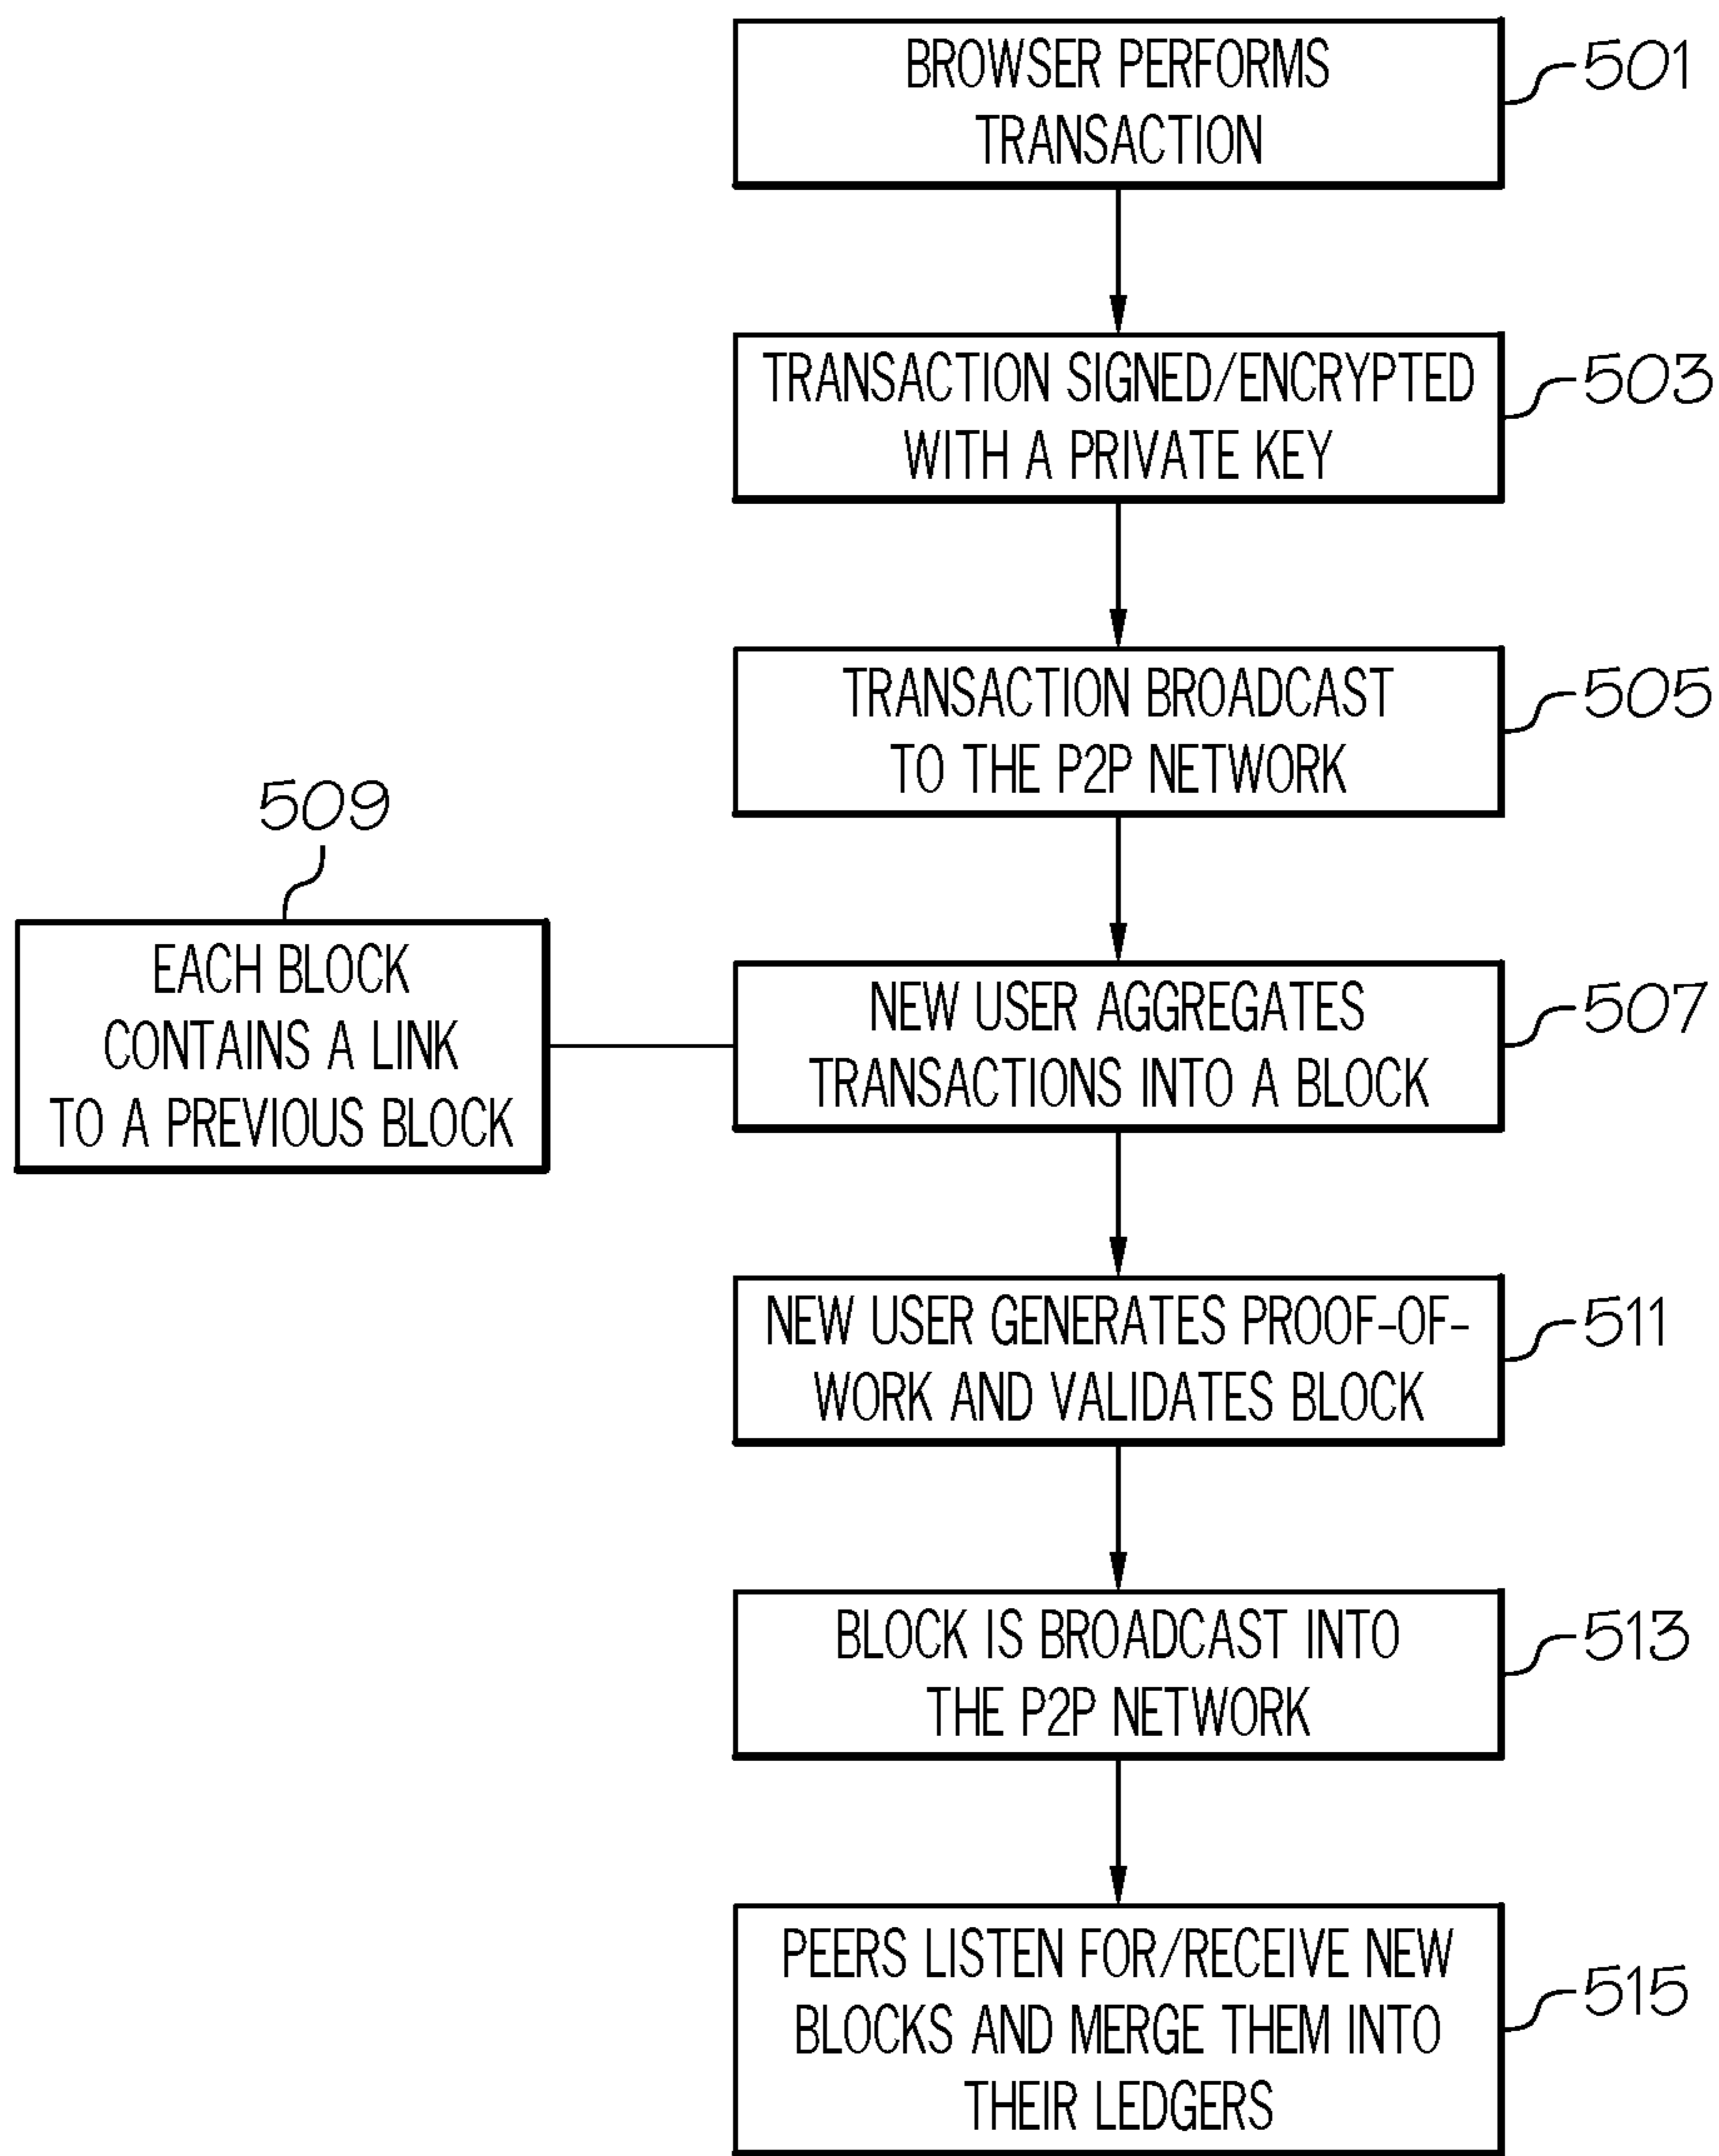 BROWSER PERFORMS
TRANSACTION
501
TRANSACTION SIGNED/ENCRYPTED
WITH A PRIVATE KEY
503
TRANSACTION BROADCAST
TO THE P2P NETWORK
505
509
EACH BLOCK
CONTAINS A LINK
TO A PREVIOUS BLOCK
NEW USER AGGREGATES
TRANSACTIONS INTO A BLOCK
507
NEW USER GENERATES PROOF-OF-
WORK AND VALIDATES BLOCK
511
BLOCK IS BROADCAST INTO
THE P2P NETWORK
513
PEERS LISTEN FOR/RECEIVE NEW
BLOCKS AND MERGE THEM INTO
THEIR LEDGERS
515